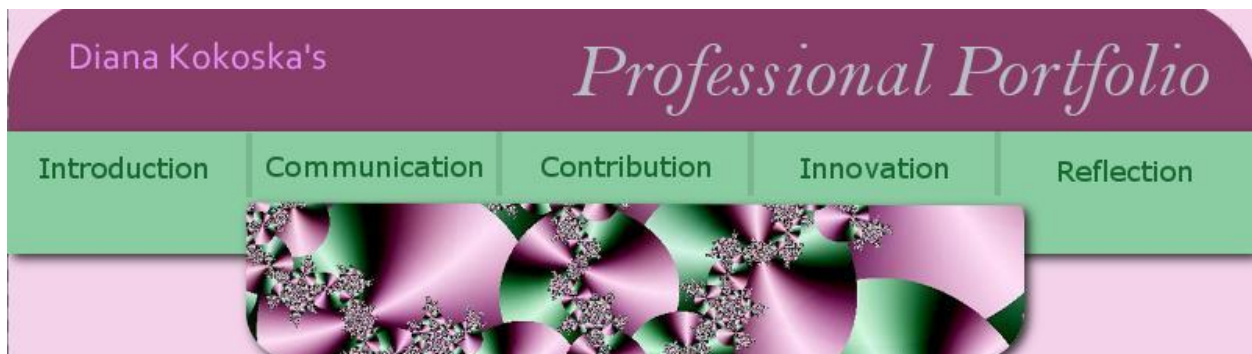 Diana Kokoska's
Professional Portfolio
Introduction Communication Contribution Innovation Reflection